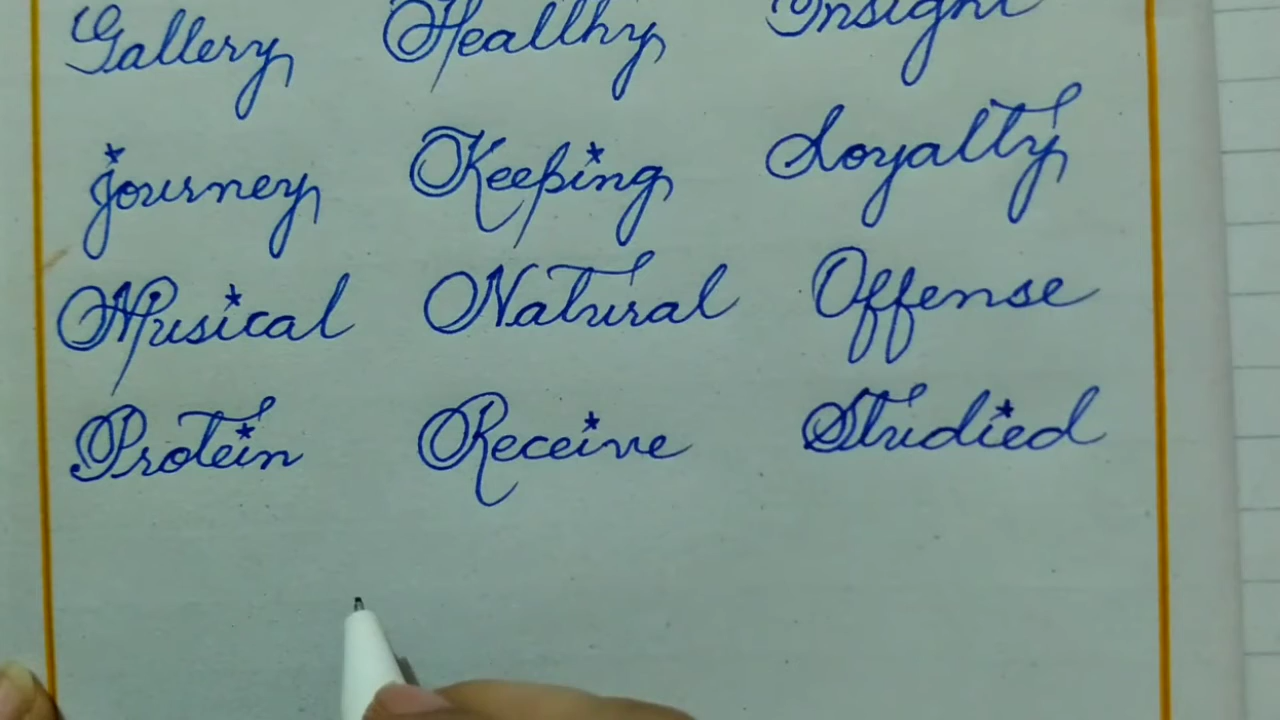 Gallery Healthy Insight
journey Keeping Loyalty
Musical Natural Offense
Protein Receive Studied